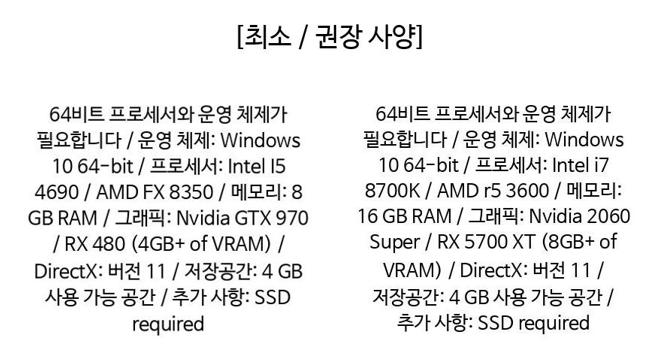 [최소 / 권장 사양]
64비트 프로세서와 운영 체제가
필요합니다 / 운영 체제: Windows
10 64-bit / 프로세서: Intel I5
4690 / AMD FX 8350 / 메모리: 8
GB RAM / 그래픽: Nvidia GTX 970
/ RX 480 (4GB+ of VRAM) /
DirectX: 버전 11 / 저장공간: 4 GB
사용 가능 공간 / 추가 사항: SSD
required
64비트 프로세서와 운영 체제가
필요합니다 / 운영 체제: Windows
10 64-bit / 프로세서: Intel i7
8700K / AMD r5 3600 / 메모리:
16 GB RAM / 그래픽: Nvidia 2060
Super / RX 5700 XT (8GB+ of
VRAM) / DirectX: 버전 11 /
저장공간: 4 GB 사용 가능 공간 /
추가 사항: SSD required